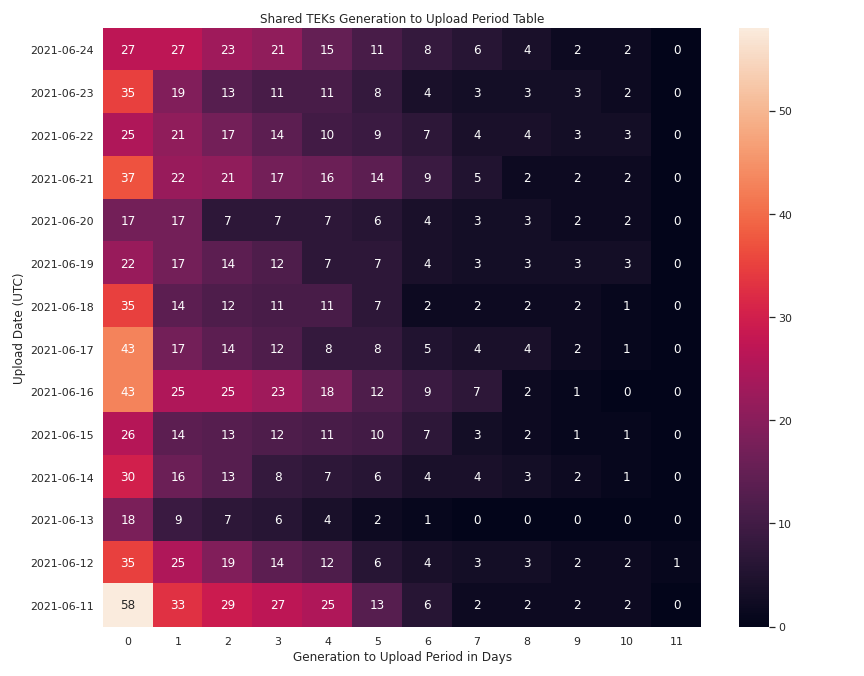 Shared TEKs Generation to Upload Period Table
Upload Date (UTC)
2021-06-24 27 27 23 21 15 11 8 6 4 2 2 0
2021-06-23 35 19 13 11 11 8 4 3 3 3 2 0
2021-06-22 25 21 17 14 10 9 7 4 4 3 3 0
2021-06-21 37 22 21 17 16 14 9 5 2 2 2 0
2021-06-20 17 17 7 7 7 6 4 3 3 2 2 0
2021-06-19 22 17 14 12 7 7 4 3 3 3 3 0
2021-06-18 35 14 12 11 11 7 2 2 2 2 1 0
2021-06-17 43 17 14 12 8 8 5 4 4 2 1 0
2021-06-16 43 25 25 23 18 12 9 7 2 1 0 0
2021-06-15 26 14 13 12 11 10 7 3 2 1 1 0
2021-06-14 30 16 13 8 7 6 4 4 3 2 1 0
2021-06-13 18 9 7 6 4 2 1 0 0 0 0 0
2021-06-12 35 25 19 14 12 6 4 3 3 2 2 1
2021-06-11 58 33 29 27 25 13 6 2 2 2 2 0
0 1 2 3 4 5 6 7 8 9 10 11
Generation to Upload Period in Days
50
40
30
20
10
0